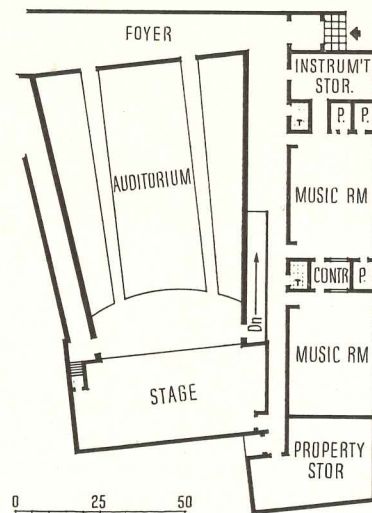 FOYER
INSTRUM'T
STOR.
P.
P.
AUDITORIUM
MUSIC RM
CONTR
P.
Dn
MUSIC RM
STAGE
PROPERTY
STOR
0 25 50